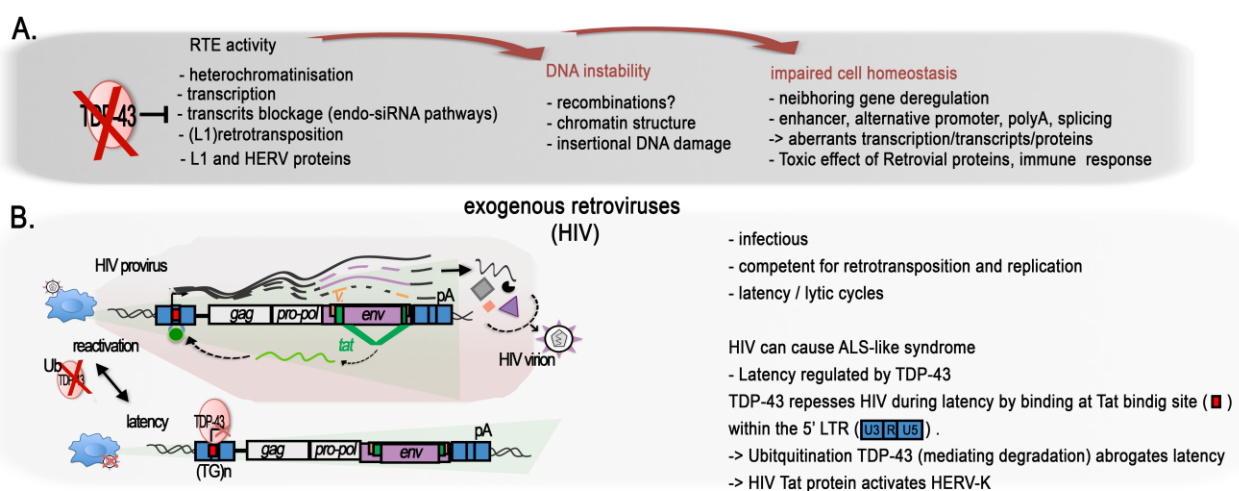 A.
RTE activity
- heterochromatinisation
- transcription
- transcrits blockage (endo-siRNA pathways)
- (L1)retrotransposition
- L1 and HERV proteins
TDP-43
DNA instability
- recombinations?
- chromatin structure
- insertional DNA damage
impaired cell homeostasis
- neibhoring gene deregulation
- enhancer, alternative promoter, polyA, splicing
-> aberrants transcription/transcripts/proteins
- Toxic effect of Retrovial proteins, immune response
B.
exogenous retroviruses
(HIV)
HIV provirus
gag
pro-pol
env
pA
tat
HIV virion
reactivation
Ub
TDP-43
latency
TDP-43
(TG)n
gag
pro-pol
env
pA
- infectious
- competent for retrotransposition and replication
- latency / lytic cycles
HIV can cause ALS-like syndrome
- Latency regulated by TDP-43
TDP-43 repesses HIV during latency by binding at Tat bindig site ( )
within the 5' LTR ( U3 R U5 ) .
-> Ubitquitination TDP-43 (mediating degradation) abrogates latency
-> HIV Tat protein activates HERV-K